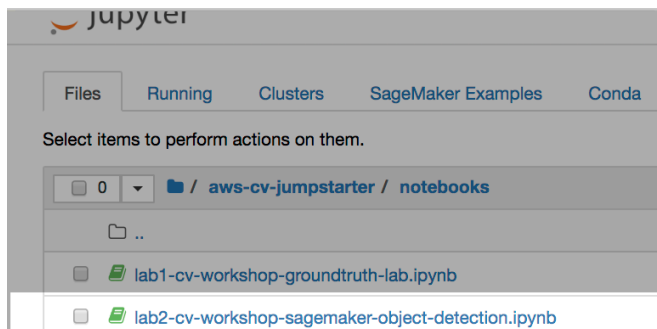 jupyter
Files Running Clusters SageMaker Examples Conda
Select items to perform actions on them.
0 / aws-cv-jumpstarter / notebooks
..
lab1-cv-workshop-groundtruth-lab.ipynb
lab2-cv-workshop-sagemaker-object-detection.ipynb